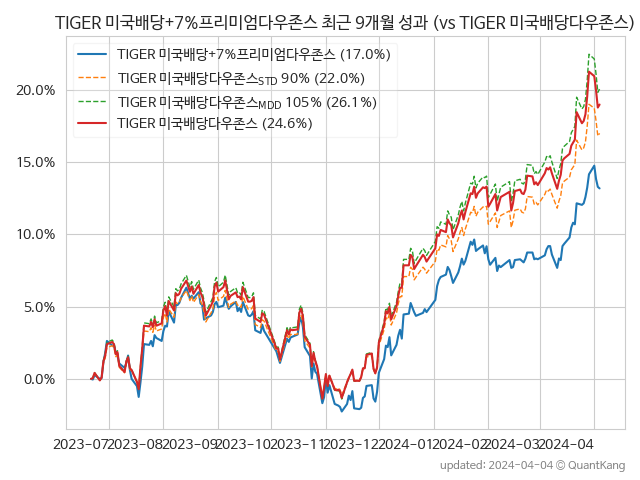 TIGER 미국배당+7%프리미엄다우존스 최근 9개월 성과 (vs TIGER 미국배당다우존스)
TIGER 미국배당+7%프리미엄다우존스 (17.0%)
TIGER 미국배당다우존스STD 90% (22.0%)
TIGER 미국배당다우존스MDD 105% (26.1%)
TIGER 미국배당다우존스 (24.6%)
20.0%
15.0%
10.0%
5.0%
0.0%
2023-07 2023-08 2023-09 2023-10 2023-11 2023-12 2024-01 2024-02 2024-03 2024-04
updated: 2024-04-04 © QuantKang